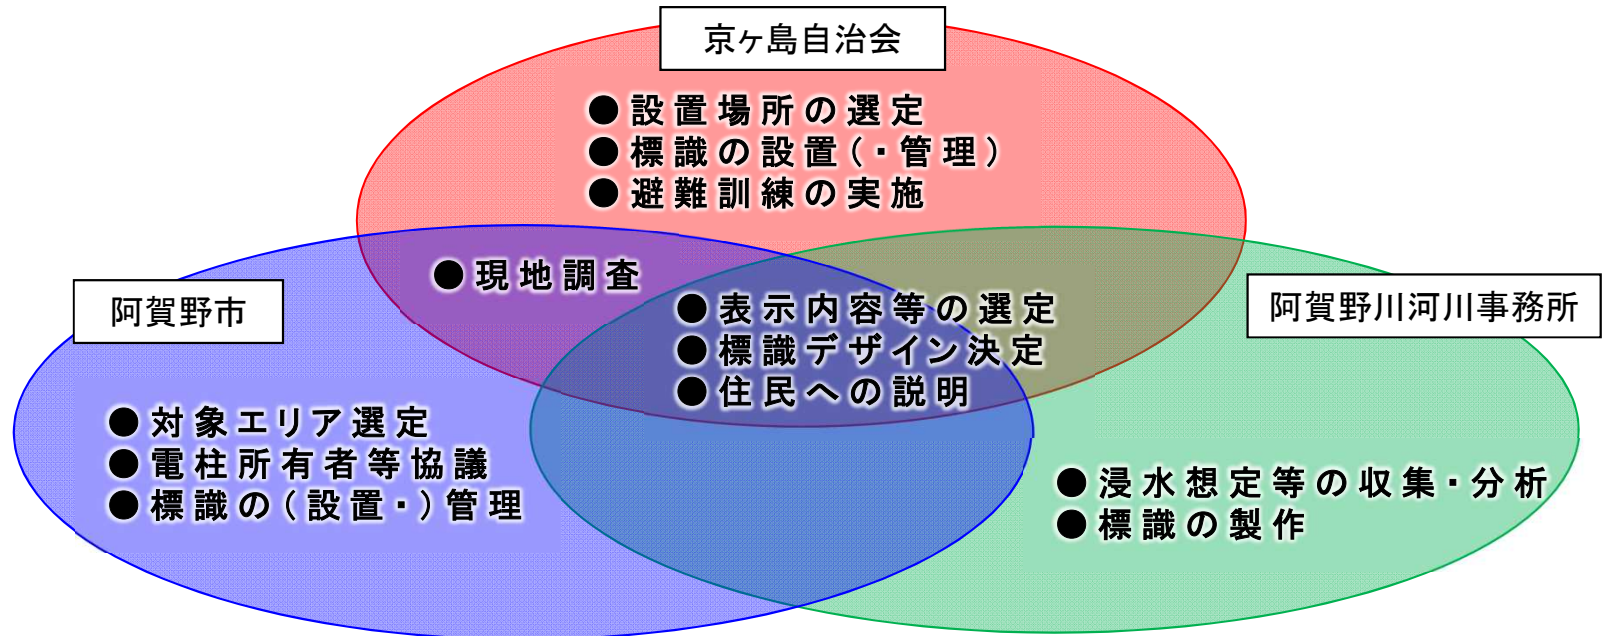 京ヶ島自治会
●設置場所の選定
●標識の設置(・管理)
●避難訓練の実施
阿賀野市
●現地調査
●表示内容等の選定
●標識デザイン決定
●住民への説明
阿賀野川河川事務所
●対象エリア選定
●電柱所有者等協議
●標識の(設置・)管理
●浸水想定等の収集・分析
●標識の製作